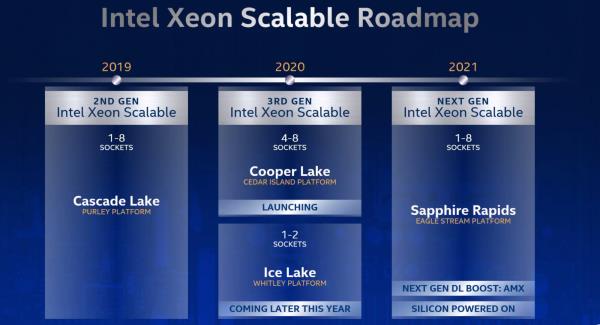 Intel Xeon Scalable Roadmap
2019
2ND GEN
Intel Xeon Scalable
1-8
SOCKETS
Cascade Lake
PURLEY PLATFORM
2020
3RD GEN
Intel Xeon Scalable
4-8
SOCKETS
Cooper Lake
CEDAR ISLAND PLATFORM
LAUNCHING
1-2
SOCKETS
Ice Lake
WHITLEY PLATFORM
COMING LATER THIS YEAR
2021
NEXT GEN
Intel Xeon Scalable
1-8
SOCKETS
Sapphire Rapids
EAGLE STREAM PLATFORM
NEXT GEN DL BOOST: AMX
SILICON POWERED ON